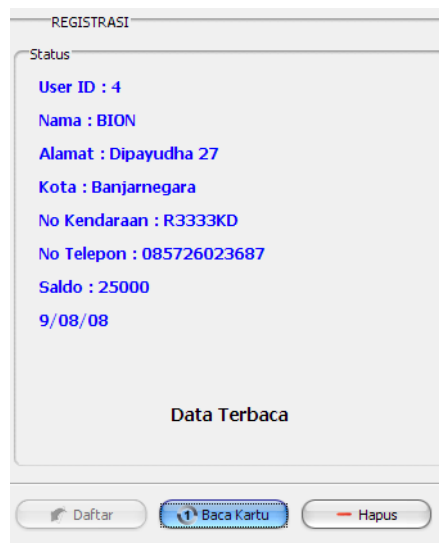 REGISTRASI
Status
User ID : 4
Nama : BION
Alamat : Dipayudha 27
Kota : Banjarnegara
No Kendaraan : R3333KD
No Telepon : 085726023687
Saldo : 25000
9/08/08
Data Terbaca
Daftar
1 Baca Kartu
Hapus